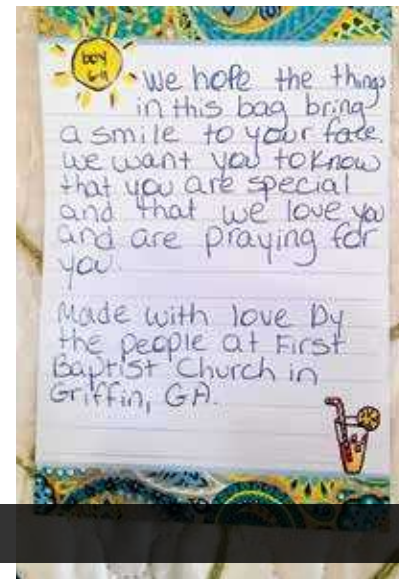 boy
6-9
We hope the things
in this bag bring
a smile to your face.
We want you to know
that you are special
and that we love you
and are praying for
you.
Made with love by
the people at First
Baptist Church in
Griffin, GA.